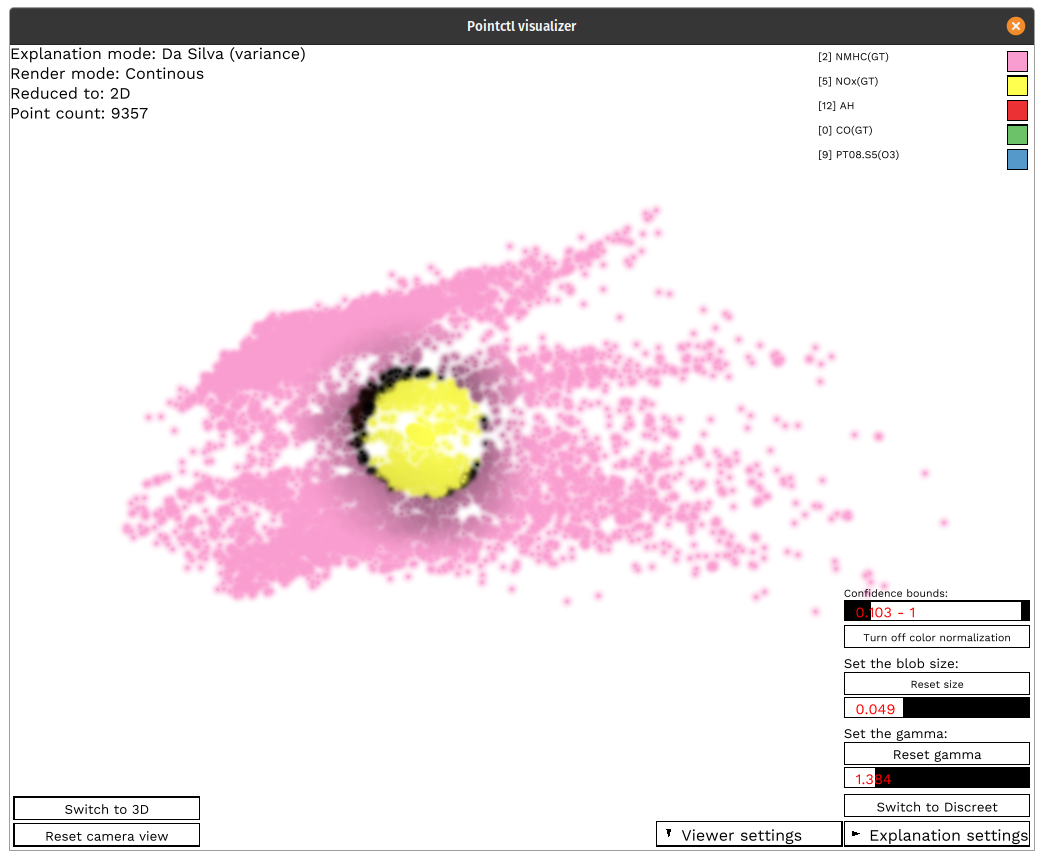 Pointctl visualizer
Explanation mode: Da Silva (variance)
Render mode: Continous
Reduced to: 2D
Point count: 9357
[2] NMHC(GT)
[5] NOx(GT)
[12] AH
[0] CO(GT)
[9] PT08.S5(O3)
Confidence bounds:
0.103 - 1
Turn off color normalization
Set the blob size:
Reset size
0.049
Set the gamma:
Reset gamma
1.384
Switch to Discreet
Switch to 3D
Reset camera view
Viewer settings
Explanation settings